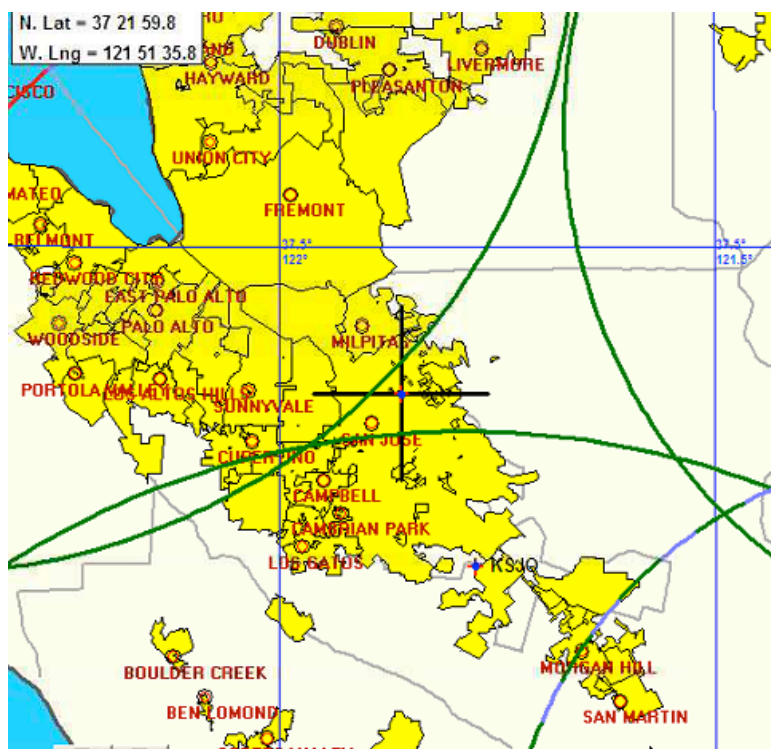 N. Lat = 37 21 59.8
W. Lng = 121 51 35.8
DUBLIN
LIVERMORE
HAYWARD
PLEASANTON
CISCO
UNION CITY
MATEO
FREMONT
BELMONT
37.5°
122°
37.5°
121.5°
REDWOOD CITY
EAST PALO ALTO
PALO ALTO
WOODSIDE
MILPITAS
PORTOLA VALLEY
LOS ALTOS HILLS
SUNNYVALE
SAN JOSE
CUPERTINO
CAMPBELL
CAMBRIAN PARK
LOS GATOS
KSJO
MORGAN HILL
BOULDER CREEK
BEN LOMOND
SAN MARTIN